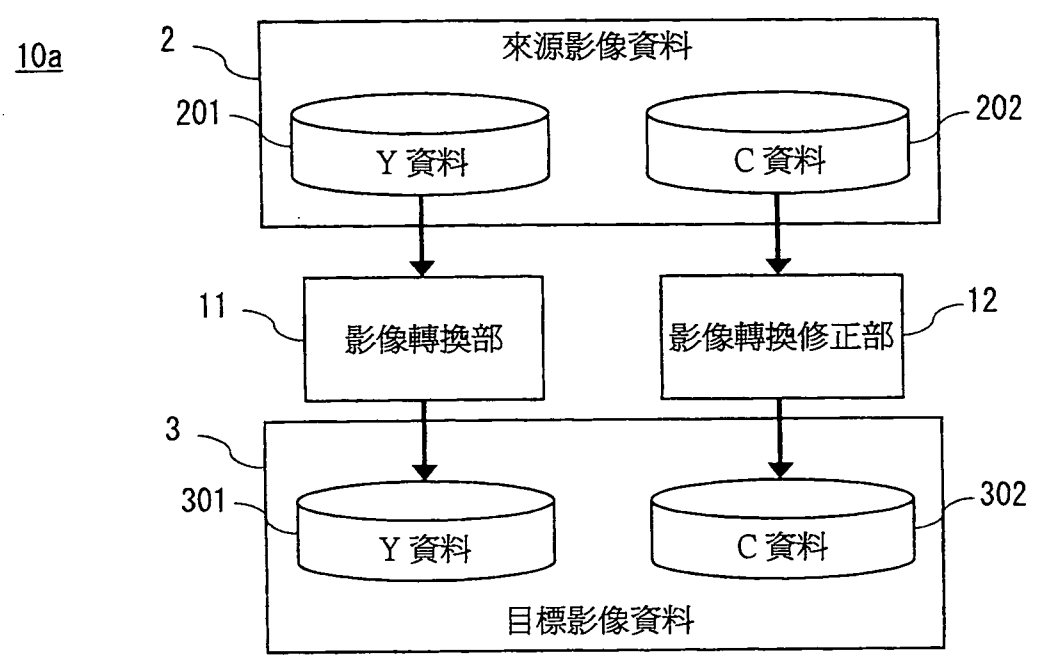 10a
2
來源影像資料
201
202
Y 資料
C 資料
11
12
影像轉換部
影像轉換修正部
3
301
302
Y 資料
C 資料
目標影像資料